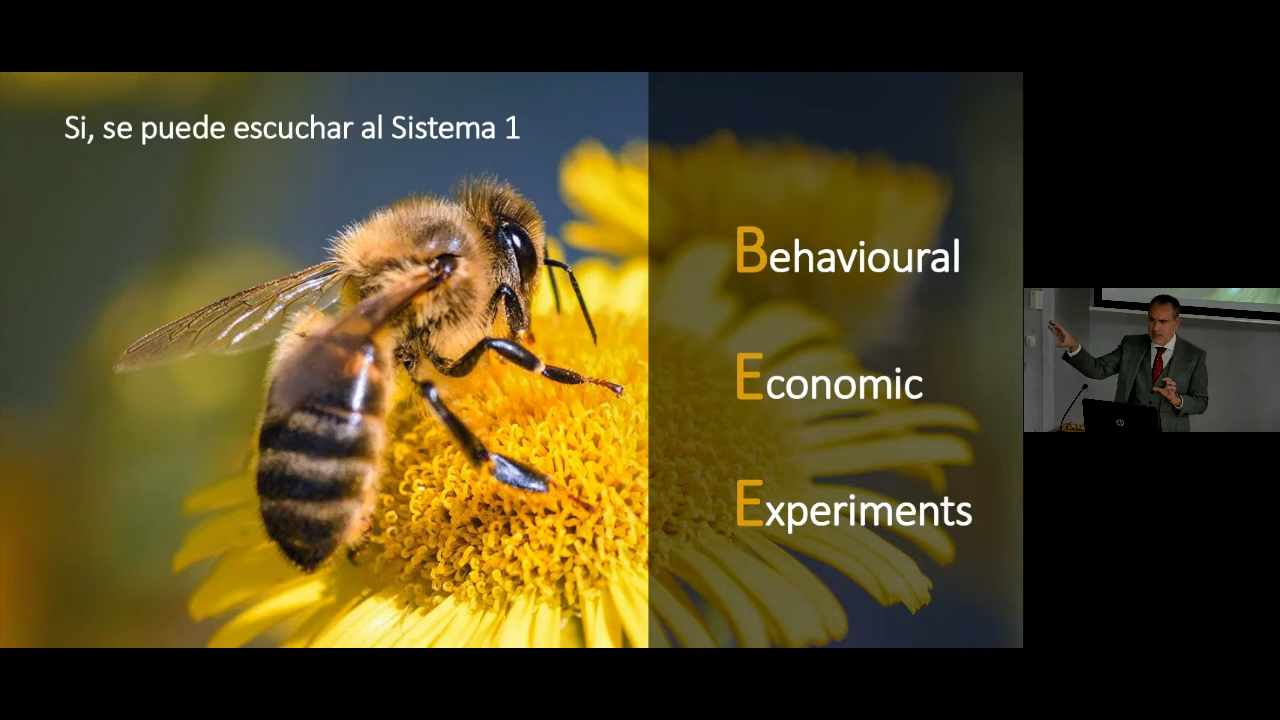 Si, se puede escuchar al Sistema 1
Behavioural
Economic
Experiments